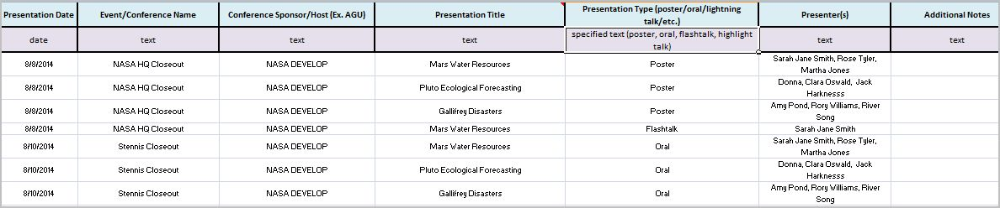 Presentation Date Event/Conference Name Conference Sponsor/Host (Ex. AGU) Presentation Title Presentation Type (poster/oral/lightning talk/etc.) Presenter(s) Additional Notes
date text text text specified text (poster, oral, flashtalk, highlight talk) text text
8/8/2014 NASA HQ Closeout NASA DEVELOP Mars Water Resources Poster Sarah Jane Smith, Rose Tyler, Martha Jones
8/8/2014 NASA HQ Closeout NASA DEVELOP Pluto Ecological Forecasting Poster Donna, Clara Oswald, Jack Harknesss
8/8/2014 NASA HQ Closeout NASA DEVELOP Gallifrey Disasters Poster Amy Pond, Rory Williams, River Song
8/8/2014 NASA HQ Closeout NASA DEVELOP Mars Water Resources Flashtalk Sarah Jane Smith
8/10/2014 Stennis Closeout NASA DEVELOP Mars Water Resources Oral Sarah Jane Smith, Rose Tyler, Martha Jones
8/10/2014 Stennis Closeout NASA DEVELOP Pluto Ecological Forecasting Oral Donna, Clara Oswald, Jack Harknesss
8/10/2014 Stennis Closeout NASA DEVELOP Gallifrey Disasters Oral Amy Pond, Rory Williams, River Song